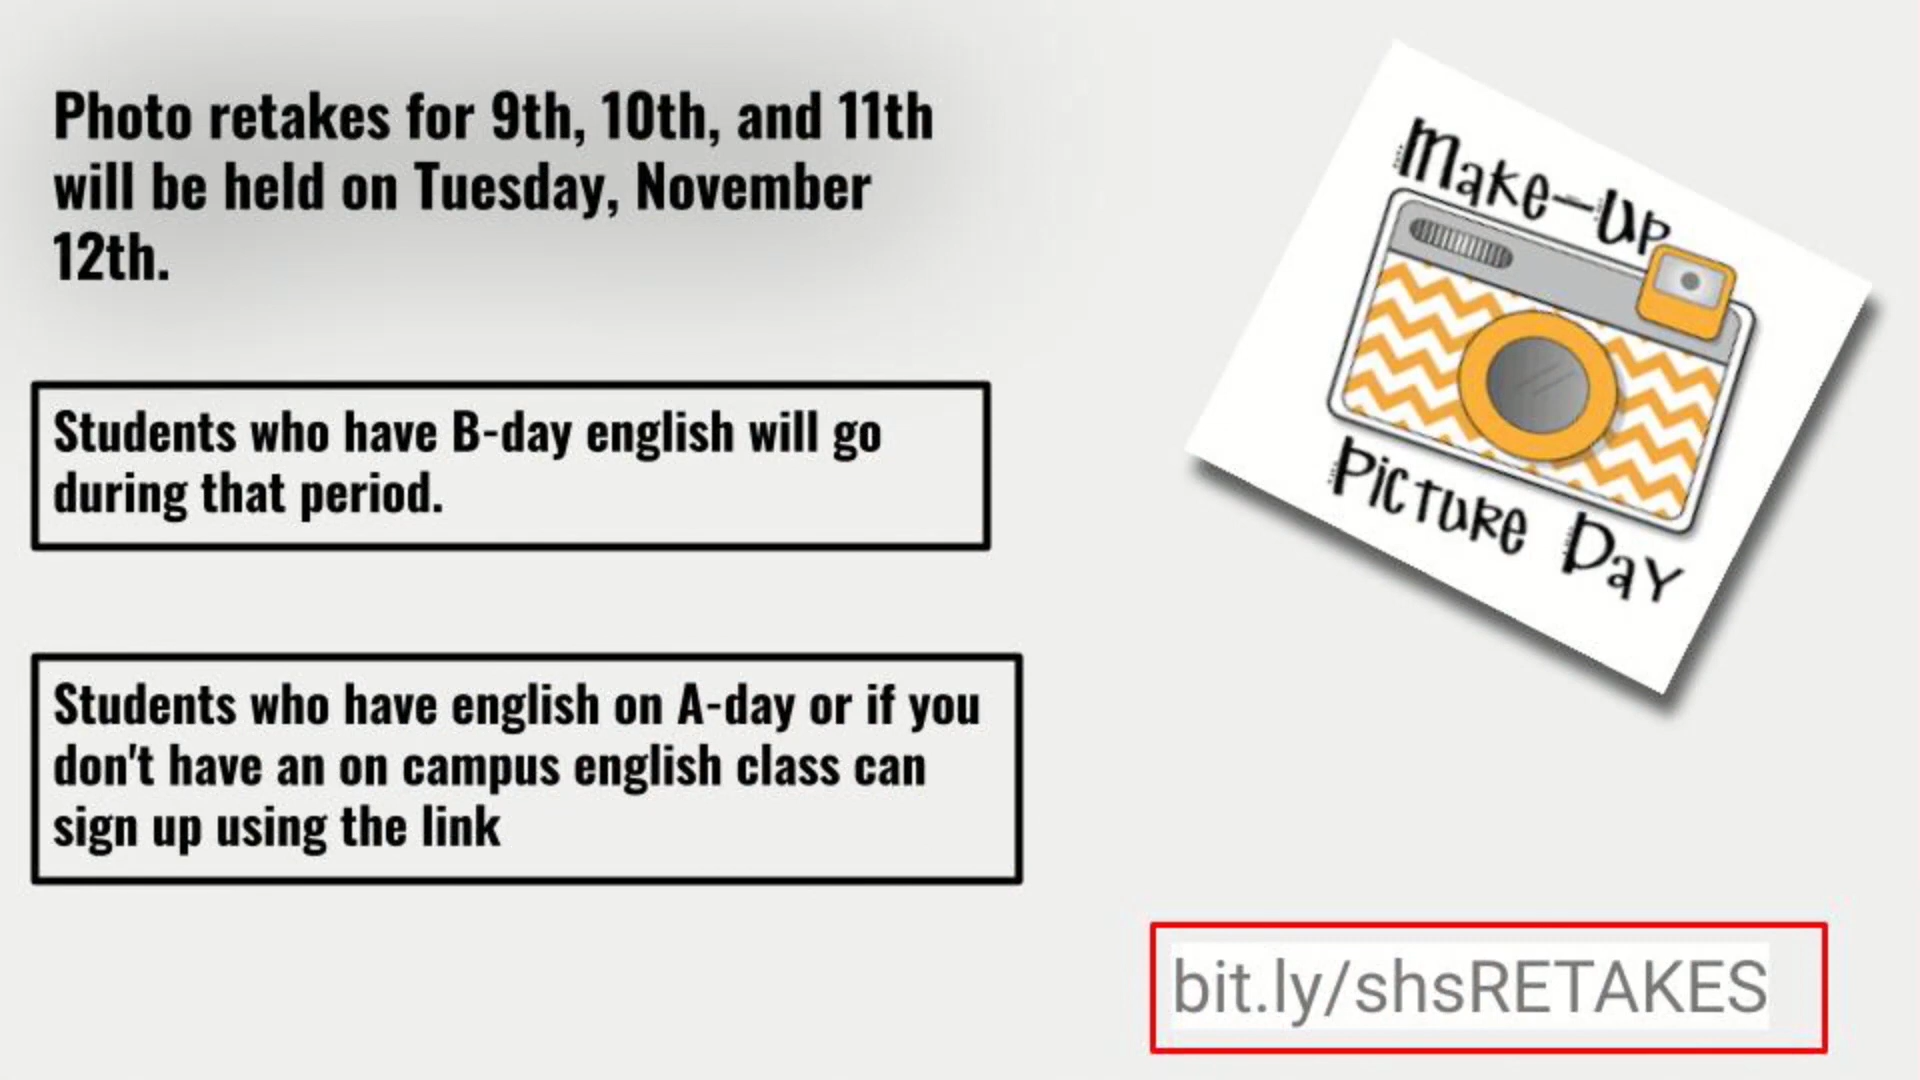 Photo retakes for 9th, 10th, and 11th
will be held on Tuesday, November
12th.
Students who have B-day english will go
during that period.
Students who have english on A-day or if you
don't have an on campus english class can
sign up using the link
Make-Up
Picture Day
bit.ly/shsRETAKES